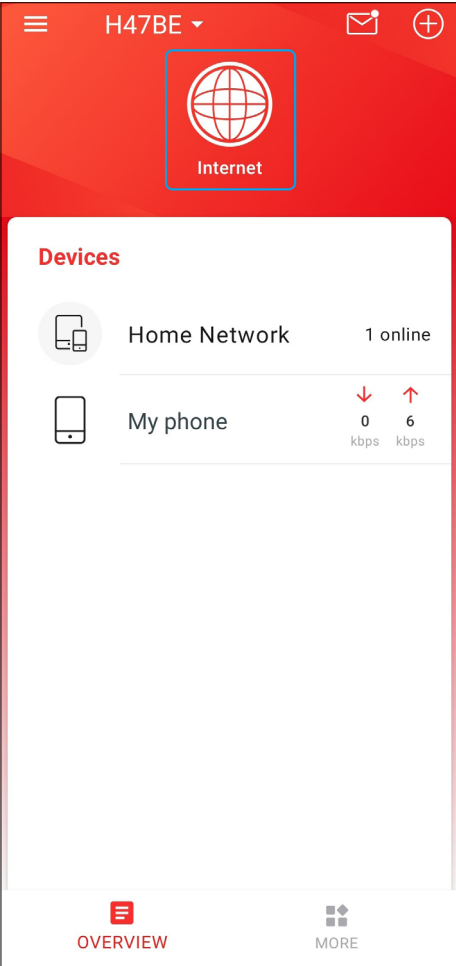 H47BE
Internet
Devices
Home Network 1 online
My phone
0 6
kbps kbps
OVERVIEW MORE